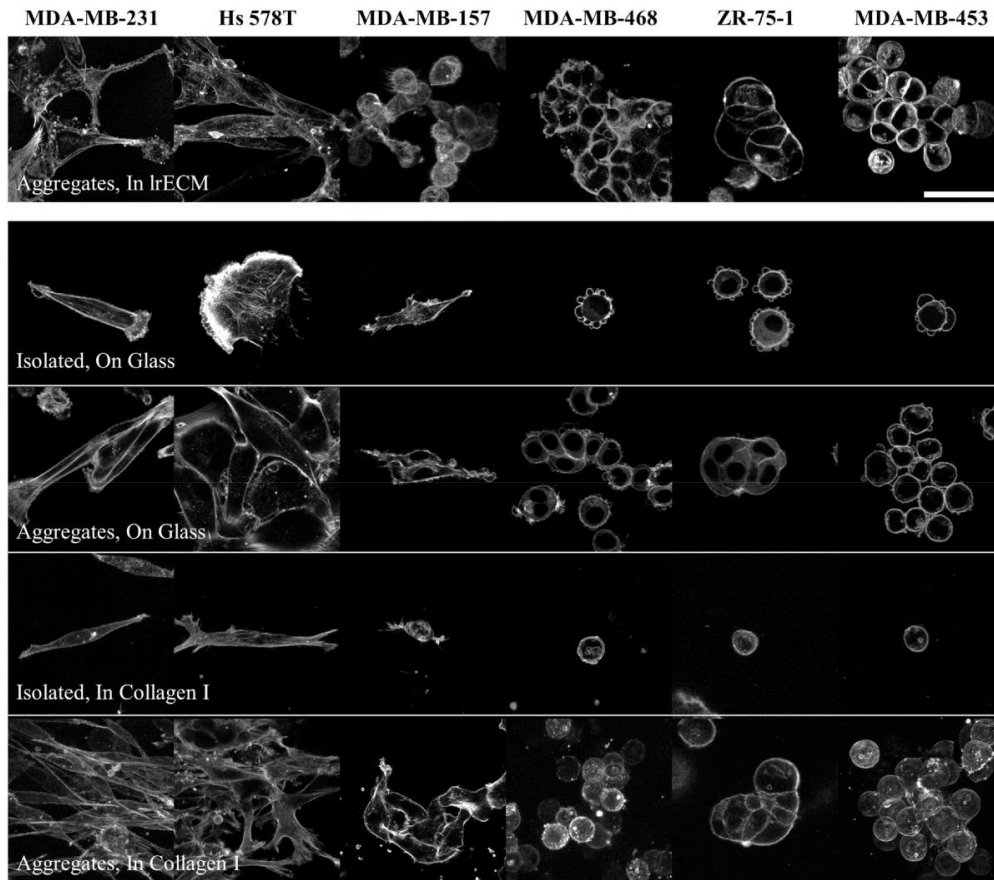 MDA-MB-231 Hs 578T MDA-MB-157 MDA-MB-468 ZR-75-1 MDA-MB-453
Aggregates, In lrECM
Isolated, On Glass
Aggregates, On Glass
Isolated, In Collagen I
Aggregates, In Collagen I